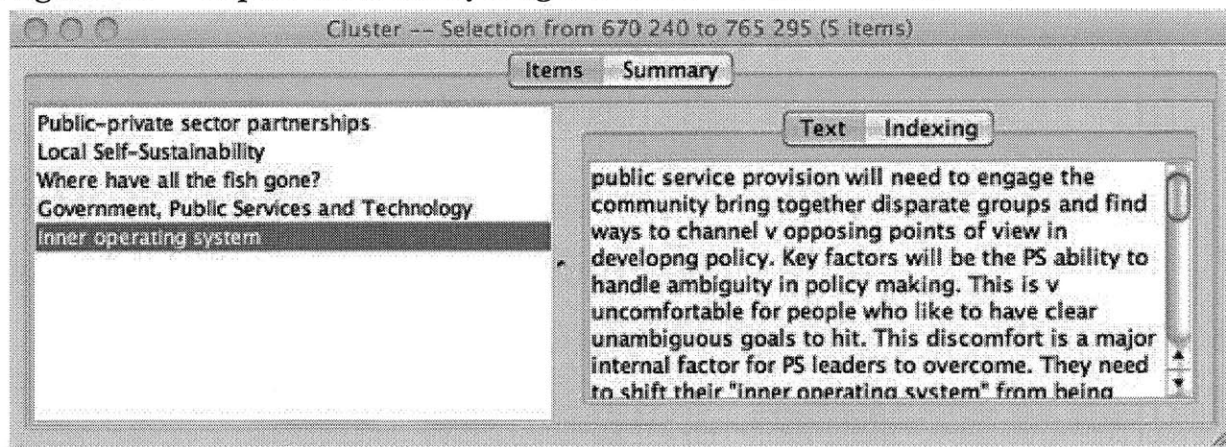 Cluster -- Selection from 670 240 to 765 295 (5 items)
Items Summary
Public-private sector partnerships
Local Self-Sustainability
Where have all the fish gone?
Government, Public Services and Technology
Inner operating system
Text Indexing
public service provision will need to engage the
community bring together disparate groups and find
ways to channel v opposing points of view in
developng policy. Key factors will be the PS ability to
handle ambiguity in policy making. This is v
uncomfortable for people who like to have clear
unambiguous goals to hit. This discomfort is a major
internal factor for PS leaders to overcome. They need
to shift their "inner operating system" from being